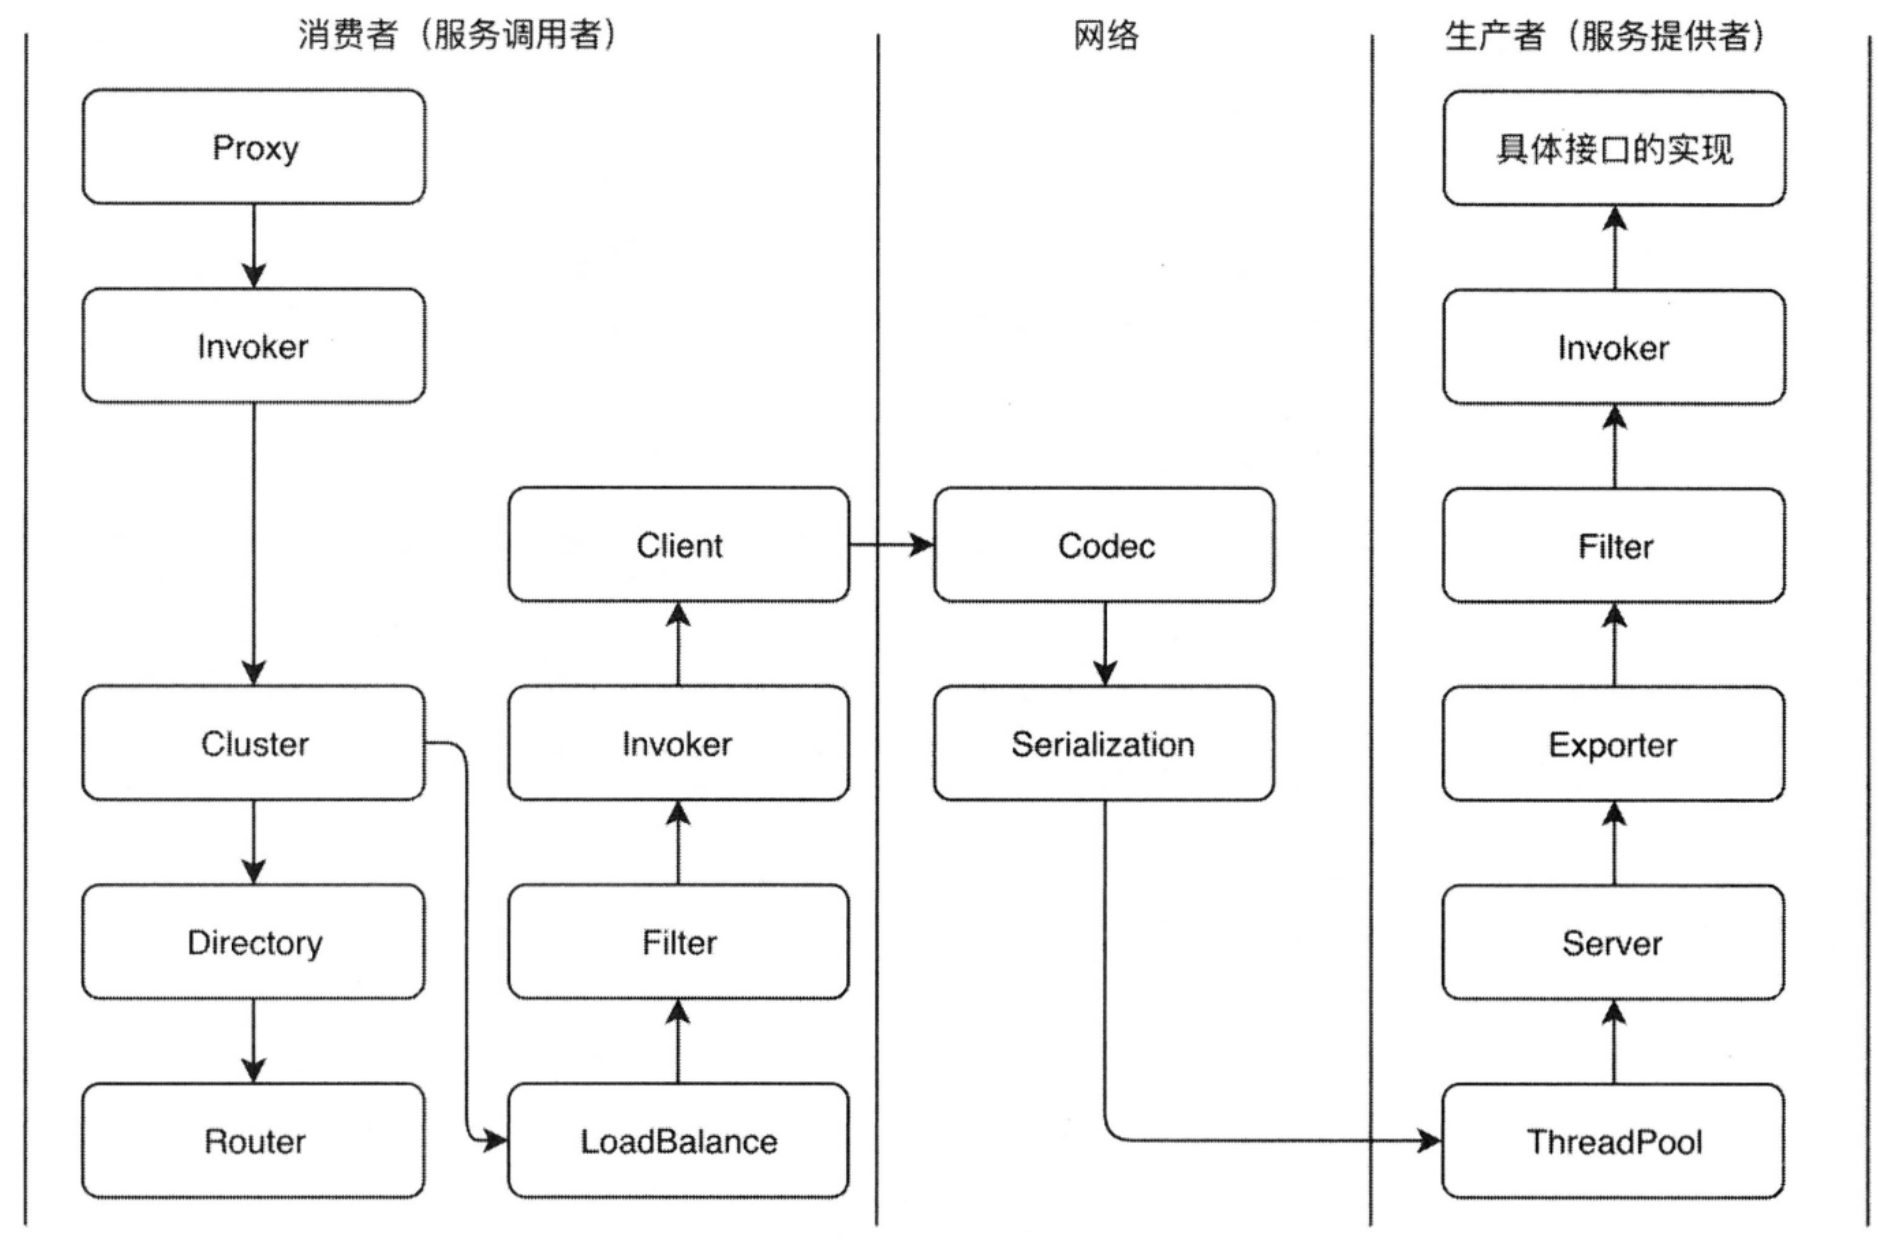 消费者（服务调用者）
网络
生产者（服务提供者）
Proxy
具体接口的实现
Invoker
Invoker
Client
Codec
Filter
Cluster
Invoker
Serialization
Exporter
Directory
Filter
Server
Router
LoadBalance
ThreadPool